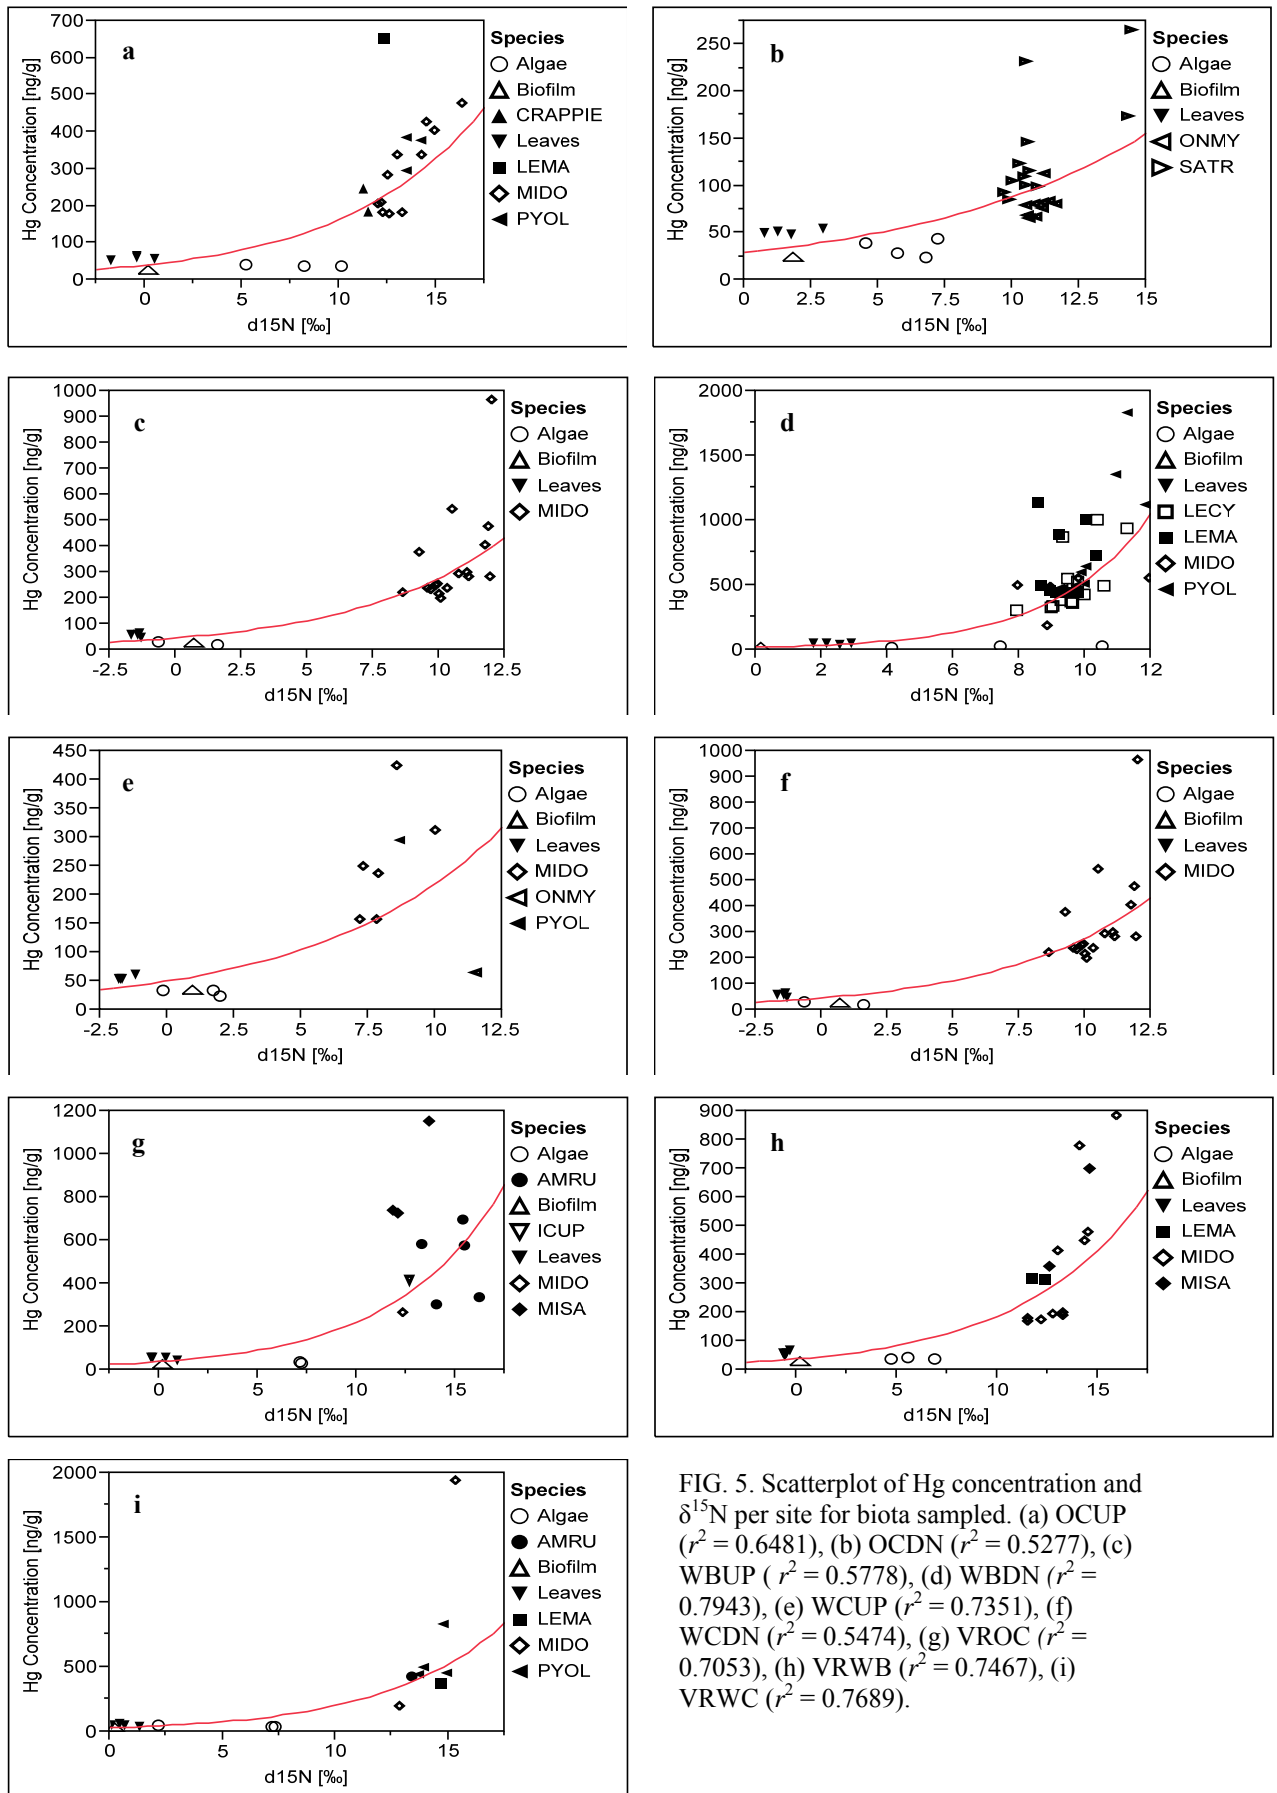 a
Hg Concentration [ng/g]
700
600
500
400
300
200
100
0
0
5
10
15
d15N [‰]
Species
Algae
Biofilm
CRAPPIE
Leaves
LEMA
MIDO
PYOL
b
Hg Concentration [ng/g]
250
200
150
100
50
0
0
2.5
5
7.5
10
12.5
15
d15N [‰]
Species
Algae
Biofilm
Leaves
ONMY
SATR
c
Hg Concentration [ng/g]
1000
900
800
700
600
500
400
300
200
100
0
-2.5
0
2.5
5
7.5
10
12.5
d15N [‰]
Species
Algae
Biofilm
Leaves
MIDO
d
Hg Concentration [ng/g]
2000
1500
1000
500
0
0
2
4
6
8
10
12
d15N [‰]
Species
Algae
Biofilm
Leaves
LECY
LEMA
MIDO
PYOL
e
Hg Concentration [ng/g]
450
400
350
300
250
200
150
100
50
0
-2.5
0
2.5
5
7.5
10
12.5
d15N [‰]
Species
Algae
Biofilm
Leaves
MIDO
ONMY
PYOL
f
Hg Concentration [ng/g]
1000
900
800
700
600
500
400
300
200
100
0
-2.5
0
2.5
5
7.5
10
12.5
d15N [‰]
Species
Algae
Biofilm
Leaves
MIDO
g
Hg Concentration [ng/g]
1200
1000
800
600
400
200
0
0
5
10
15
d15N [‰]
Species
Algae
AMRU
Biofilm
ICUP
Leaves
MIDO
MISA
h
Hg Concentration [ng/g]
900
800
700
600
500
400
300
200
100
0
0
5
10
15
d15N [‰]
Species
Algae
Biofilm
Leaves
LEMA
MIDO
MISA
i
Hg Concentration [ng/g]
2000
1500
1000
500
0
0
5
10
15
d15N [‰]
Species
Algae
AMRU
Biofilm
Leaves
LEMA
MIDO
PYOL
FIG. 5. Scatterplot of Hg concentration and
δ¹⁵N per site for biota sampled. (a) OCUP
(r² = 0.6481), (b) OCDN (r² = 0.5277), (c)
WBUP ( r² = 0.5778), (d) WBDN (r² =
0.7943), (e) WCUP (r² = 0.7351), (f)
WCDN (r² = 0.5474), (g) VROC (r² =
0.7053), (h) VRWB (r² = 0.7467), (i)
VRWC (r² = 0.7689).